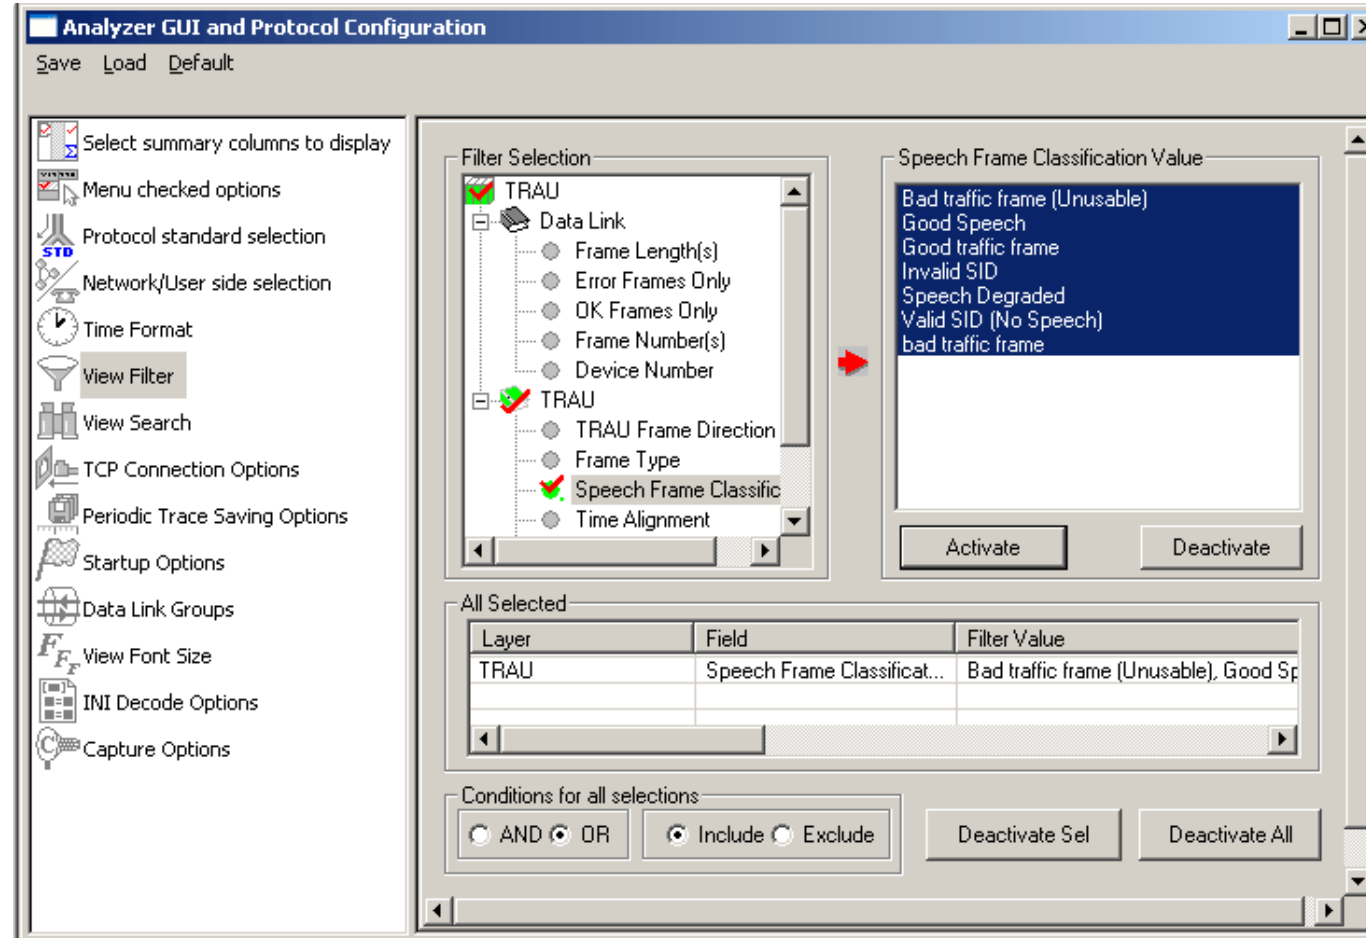 Analyzer GUI and Protocol Configuration
Save Load Default
Select summary columns to display
Menu checked options
STD
Protocol standard selection
Network/User side selection
Time Format
View Filter
View Search
TCP Connection Options
Periodic Trace Saving Options
Startup Options
Data Link Groups
View Font Size
INI Decode Options
Capture Options
Filter Selection
TRAU
Data Link
Frame Length(s)
Error Frames Only
OK Frames Only
Frame Number(s)
Device Number
TRAU
TRAU Frame Direction
Frame Type
Speech Frame Classific
Time Alignment
Speech Frame Classification Value
Bad traffic frame (Unusable)
Good Speech
Good traffic frame
Invalid SID
Speech Degraded
Valid SID (No Speech)
bad traffic frame
Activate Deactivate
All Selected
Layer Field Filter Value
TRAU Speech Frame Classificat... Bad traffic frame (Unusable), Good Sp
Conditions for all selections
AND OR Include Exclude Deactivate Sel Deactivate All